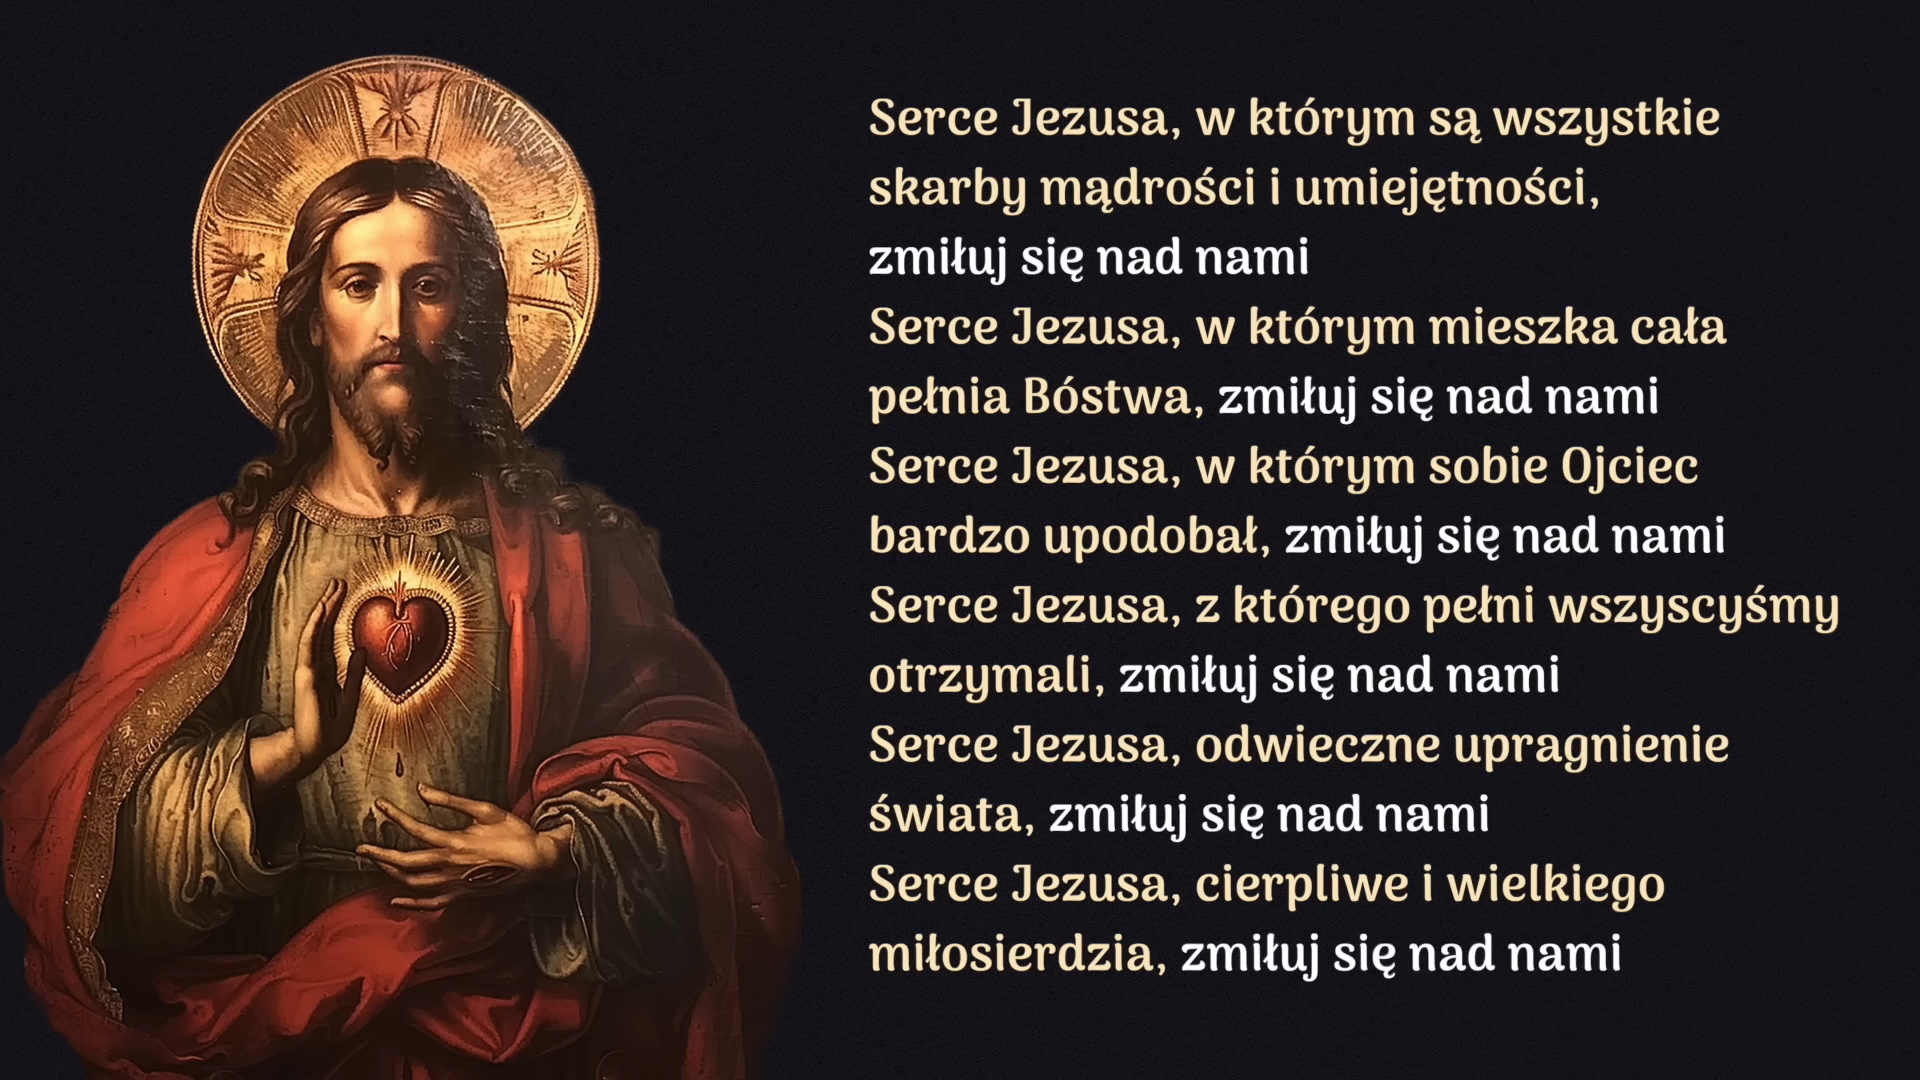 Serce Jezusa, w którym są wszystkie
skarby mądrości i umiejętności,
zmiłuj się nad nami
Serce Jezusa, w którym mieszka cała
pełnia Bóstwa, zmiłuj się nad nami
Serce Jezusa, w którym sobie Ojciec
bardzo upodobał, zmiłuj się nad nami
Serce Jezusa, z którego pełni wszyscyśmy
otrzymali, zmiłuj się nad nami
Serce Jezusa, odwieczne upragnienie
świata, zmiłuj się nad nami
Serce Jezusa, cierpliwe i wielkiego
miłosierdzia, zmiłuj się nad nami